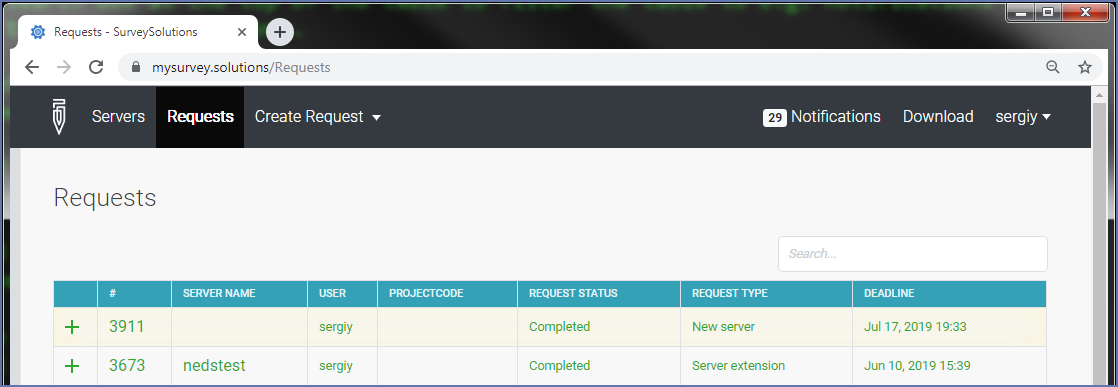 Requests - SurveySolutions
mysurvey.solutions/Requests
Servers Requests Create Request 29 Notifications Download sergiy
Requests
Search...
# SERVER NAME USER PROJECTCODE REQUEST STATUS REQUEST TYPE DEADLINE
3911 sergiy Completed New server Jul 17, 2019 19:33
3673 nedstest sergiy Completed Server extension Jun 10, 2019 15:39